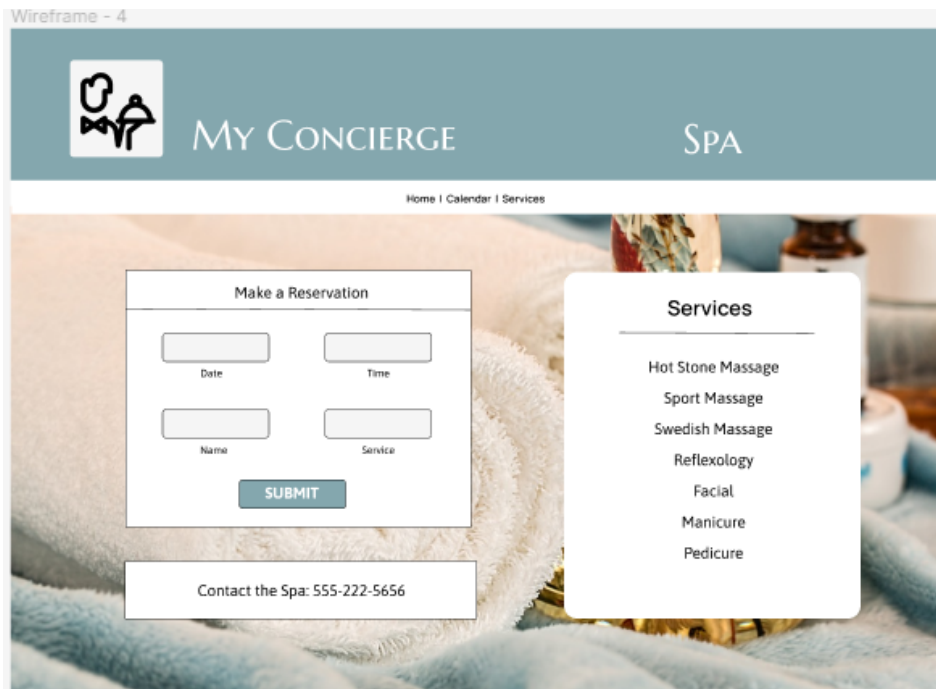 Wireframe - 4
My Concierge
Spa
Home | Calendar | Services
Make a Reservation
Date
Time
Name
Service
SUBMIT
Contact the Spa: 555-222-5656
Services
Hot Stone Massage
Sport Massage
Swedish Massage
Reflexology
Facial
Manicure
Pedicure